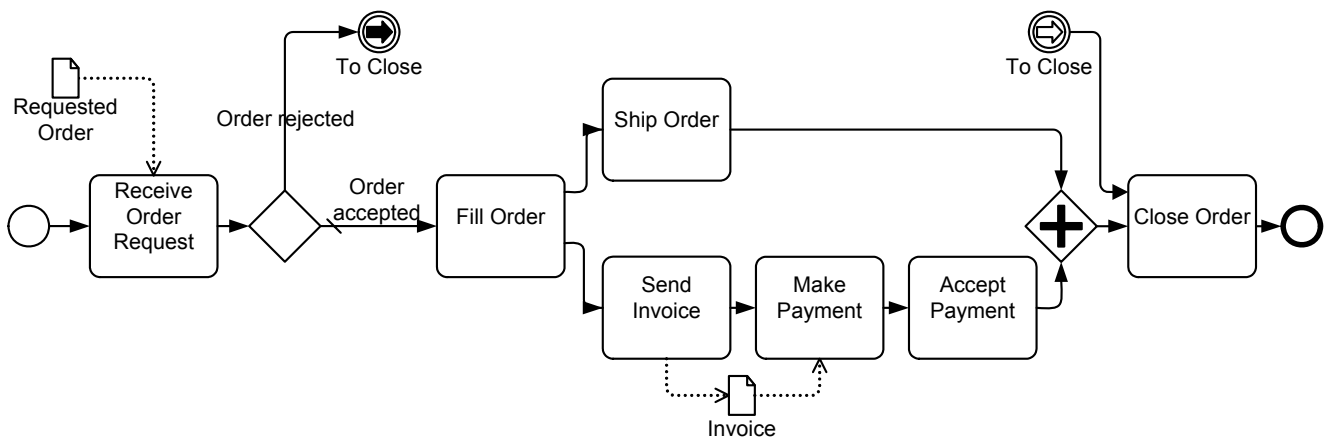 To Close
To Close
Requested
Order
Order rejected
Ship Order
Receive
Order
Request
Order
accepted
Fill Order
Close Order
Send
Invoice
Make
Payment
Accept
Payment
Invoice